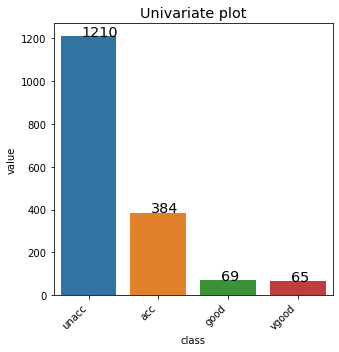 Univariate plot
value
1200
1000
800
600
400
200
0
1210
384
69
65
unacc
acc
good
vgood
class